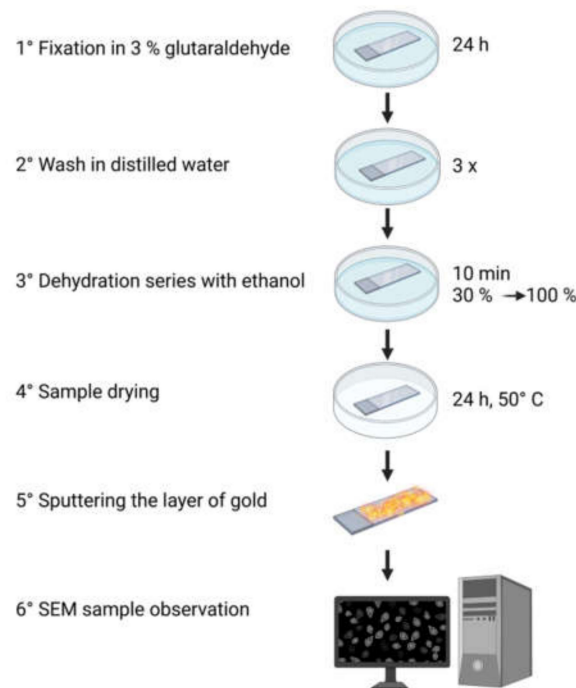 1° Fixation in 3 % glutaraldehyde
24 h
2° Wash in distilled water
3 x
3° Dehydration series with ethanol
10 min
30 % → 100 %
4° Sample drying
24 h, 50° C
5° Sputtering the layer of gold
6° SEM sample observation